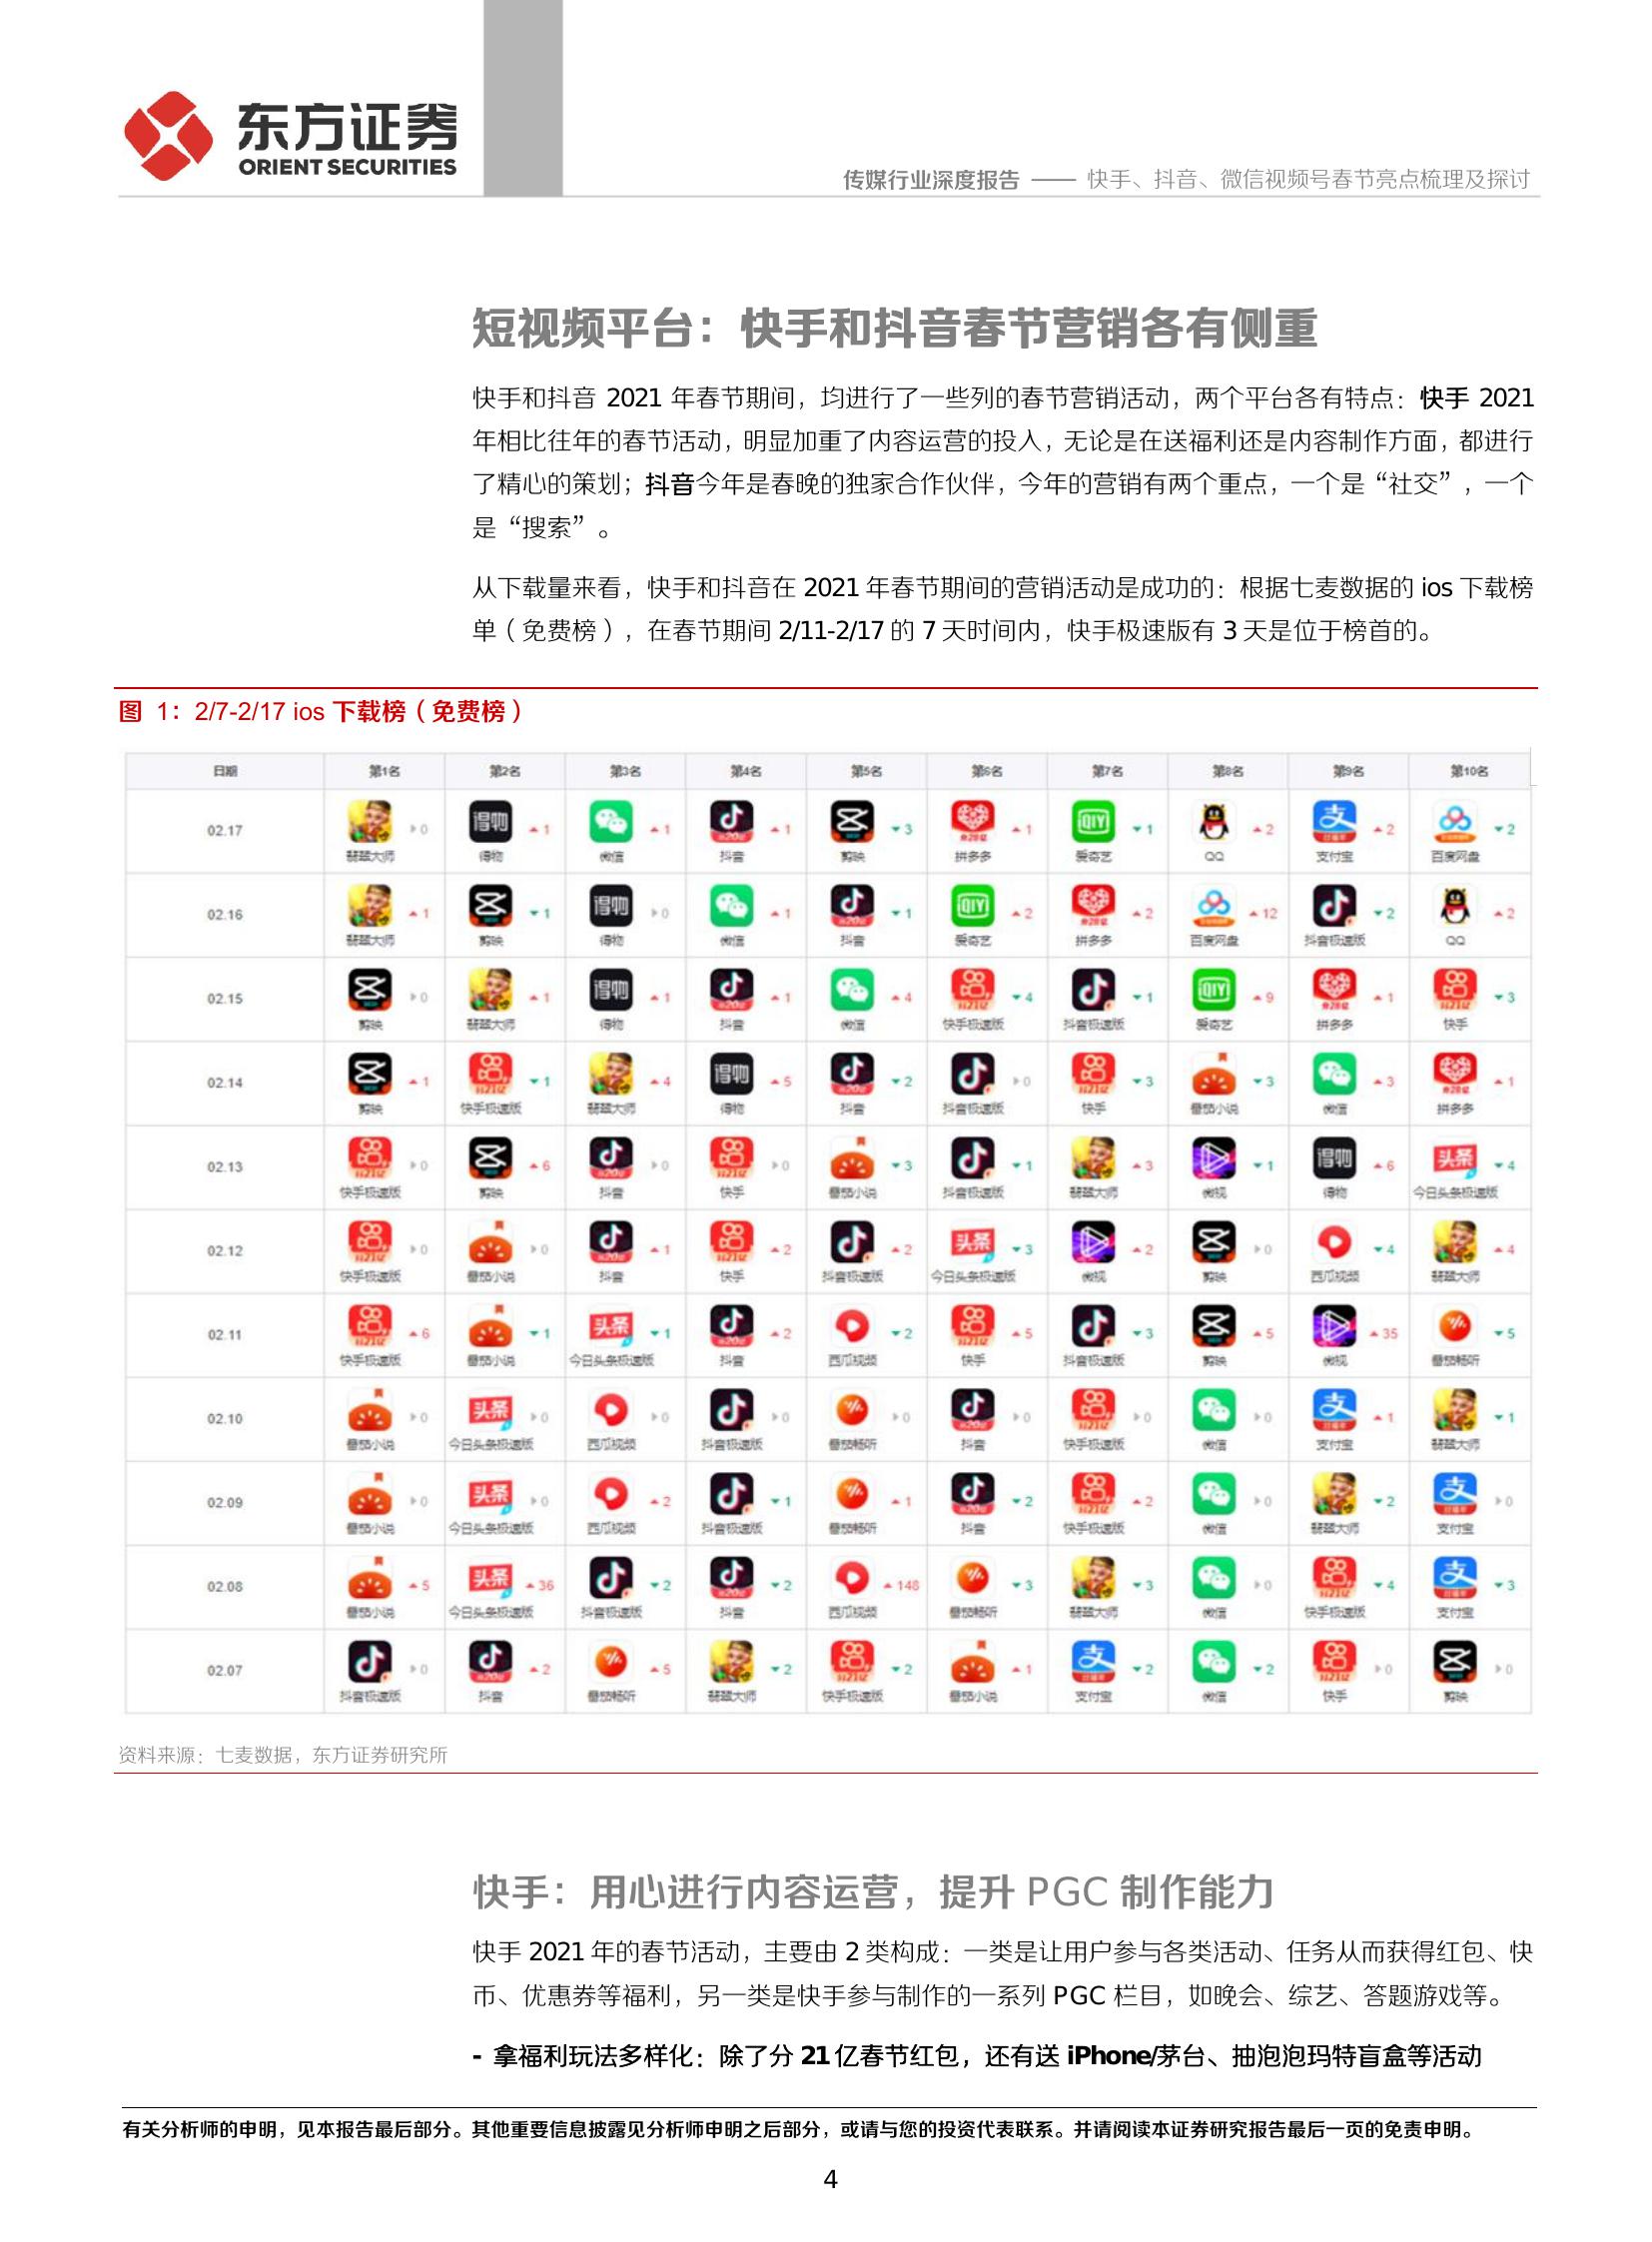 东方证券
ORIENT SECURITIES
传媒行业深度报告 —— 快手、抖音、微信视频号春节亮点梳理及探讨
短视频平台：快手和抖音春节营销各有侧重
快手和抖音 2021 年春节期间，均进行了一些列的春节营销活动，两个平台各有特点：快手 2021
年相比往年的春节活动，明显加重了内容运营的投入，无论是在送福利还是内容制作方面，都进行
了精心的策划；抖音今年是春晚的独家合作伙伴，今年的营销有两个重点，一个是“社交”，一个
是“搜索”。
从下载量来看，快手和抖音在 2021 年春节期间的营销活动是成功的：根据七麦数据的 ios 下载榜
单（免费榜），在春节期间 2/11-2/17 的 7 天时间内，快手极速版有 3 天是位于榜首的。
图 1：2/7-2/17 ios 下载榜（免费榜）
日期 第1名 第2名 第3名 第4名 第5名 第6名 第7名 第8名 第9名 第10名
02.17 0 1 1 1 3 1 1 2 2 2
翡翠大师 得物 微信 抖音 剪映 拼多多 爱奇艺 QQ 支付宝 百度网盘
02.16 1 1 0 1 1 2 2 12 2 2
翡翠大师 剪映 得物 微信 抖音 爱奇艺 拼多多 百度网盘 抖音极速版 QQ
02.15 0 1 1 1 4 4 1 9 1 3
剪映 翡翠大师 得物 抖音 微信 快手极速版 抖音极速版 爱奇艺 拼多多 快手
02.14 1 1 4 5 2 0 3 3 3 1
剪映 快手极速版 翡翠大师 得物 抖音 抖音极速版 快手 番茄小说 微信 拼多多
02.13 0 6 0 0 3 1 3 1 6 4
快手极速版 剪映 抖音 快手 番茄小说 抖音极速版 翡翠大师 微视 得物 今日头条极速版
02.12 0 0 1 2 2 3 2 0 4 4
快手极速版 番茄小说 抖音 快手 抖音极速版 今日头条极速版 微视 剪映 西瓜视频 翡翠大师
02.11 6 1 1 2 2 5 3 5 35 5
快手极速版 番茄小说 今日头条极速版 抖音 西瓜视频 快手 抖音极速版 剪映 微视 番茄畅听
02.10 0 0 0 0 0 0 0 0 1 1
番茄小说 今日头条极速版 西瓜视频 抖音极速版 番茄畅听 抖音 快手极速版 微信 支付宝 翡翠大师
02.09 0 0 2 1 1 2 2 0 2 0
番茄小说 今日头条极速版 西瓜视频 抖音极速版 番茄畅听 抖音 快手极速版 微信 翡翠大师 支付宝
02.08 5 36 2 2 148 3 3 0 4 3
番茄小说 今日头条极速版 抖音极速版 抖音 西瓜视频 番茄畅听 翡翠大师 微信 快手极速版 支付宝
02.07 0 2 5 2 2 1 2 2 0 0
抖音极速版 抖音 番茄畅听 翡翠大师 快手极速版 番茄小说 支付宝 微信 快手 剪映
资料来源：七麦数据，东方证券研究所
快手：用心进行内容运营，提升 PGC 制作能力
快手 2021 年的春节活动，主要由 2 类构成：一类是让用户参与各类活动、任务从而获得红包、快
币、优惠券等福利，另一类是快手参与制作的一系列 PGC 栏目，如晚会、综艺、答题游戏等。
- 拿福利玩法多样化：除了分 21 亿春节红包，还有送 iPhone/茅台、抽泡泡玛特盲盒等活动
有关分析师的申明，见本报告最后部分。其他重要信息披露见分析师申明之后部分，或请与您的投资代表联系。并请阅读本证券研究报告最后一页的免责申明。
4